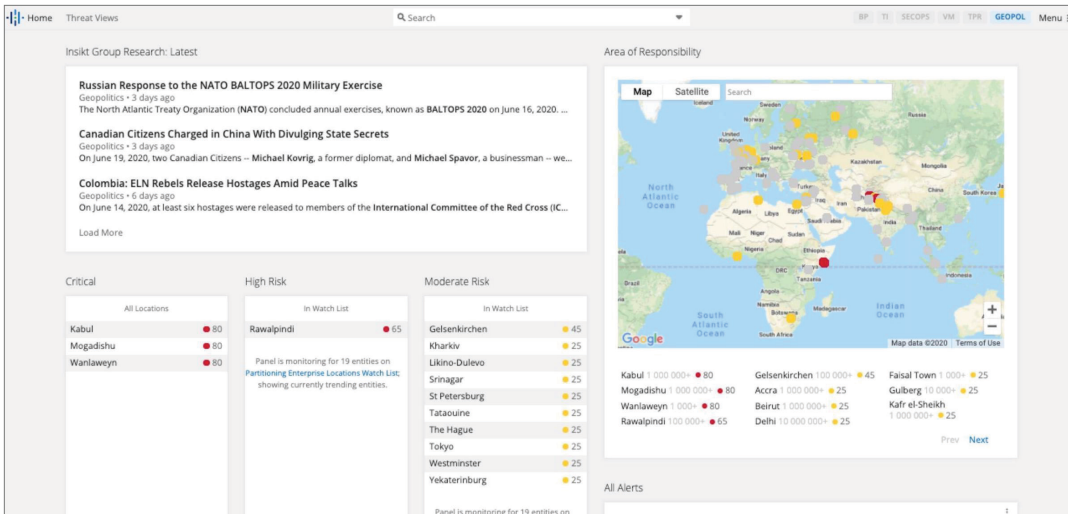 Home
Threat Views
Search
BP TI SECOPS VM TPR GEOPOL Menu
Insikt Group Research: Latest
Russian Response to the NATO BALTOPS 2020 Military Exercise
Geopolitics • 3 days ago
The North Atlantic Treaty Organization (NATO) concluded annual exercises, known as BALTOPS 2020 on June 16, 2020. ...
Canadian Citizens Charged in China With Divulging State Secrets
Geopolitics • 3 days ago
On June 19, 2020, two Canadian Citizens -- Michael Kovrig, a former diplomat, and Michael Spavor, a businessman -- we...
Colombia: ELN Rebels Release Hostages Amid Peace Talks
Geopolitics • 6 days ago
On June 14, 2020, at least six hostages were released to members of the International Committee of the Red Cross (IC...
Load More
Critical
All Locations
Kabul 80
Mogadishu 80
Wanlaweyn 80
High Risk
In Watch List
Rawalpindi 65
Panel is monitoring for 19 entities on
Partitioning Enterprise Locations Watch List;
showing currently trending entities.
Moderate Risk
In Watch List
Gelsenkirchen 45
Kharkiv 25
Likino-Dulevo 25
Srinagar 25
St Petersburg 25
Tataouine 25
The Hague 25
Tokyo 25
Westminster 25
Yekaterinburg 25
Panel is monitoring for 19 entities on
Area of Responsibility
Map Satellite Search
Iceland
Sweden
Norway
Russia
United
Kingdom
Kazakhstan
Mongolia
Italy
North
Atlantic
Ocean
China
South Korea
Iraq
Iran
Algeria
Libya
Egypt
Pakistan
India
Thailand
Mali
Niger
Chad
Sudan
Nigeria
Ethiopia
DRC
Tanzania
Indonesia
Brazil
Angola
Namibia
Madagascar
Indian
Ocean
South
Atlantic
Ocean
South Africa
Google
Map data ©2020 Terms of Use
Kabul 1 000 000+ 80
Mogadishu 1 000 000+ 80
Wanlaweyn 1 000+ 80
Rawalpindi 100 000+ 65
Gelsenkirchen 100 000+ 45
Accra 1 000 000+ 25
Beirut 1 000 000+ 25
Delhi 10 000 000+ 25
Faisal Town 1 000+ 25
Gulberg 10 000+ 25
Kafr el-Sheikh
1 000 000+ 25
Prev Next
All Alerts